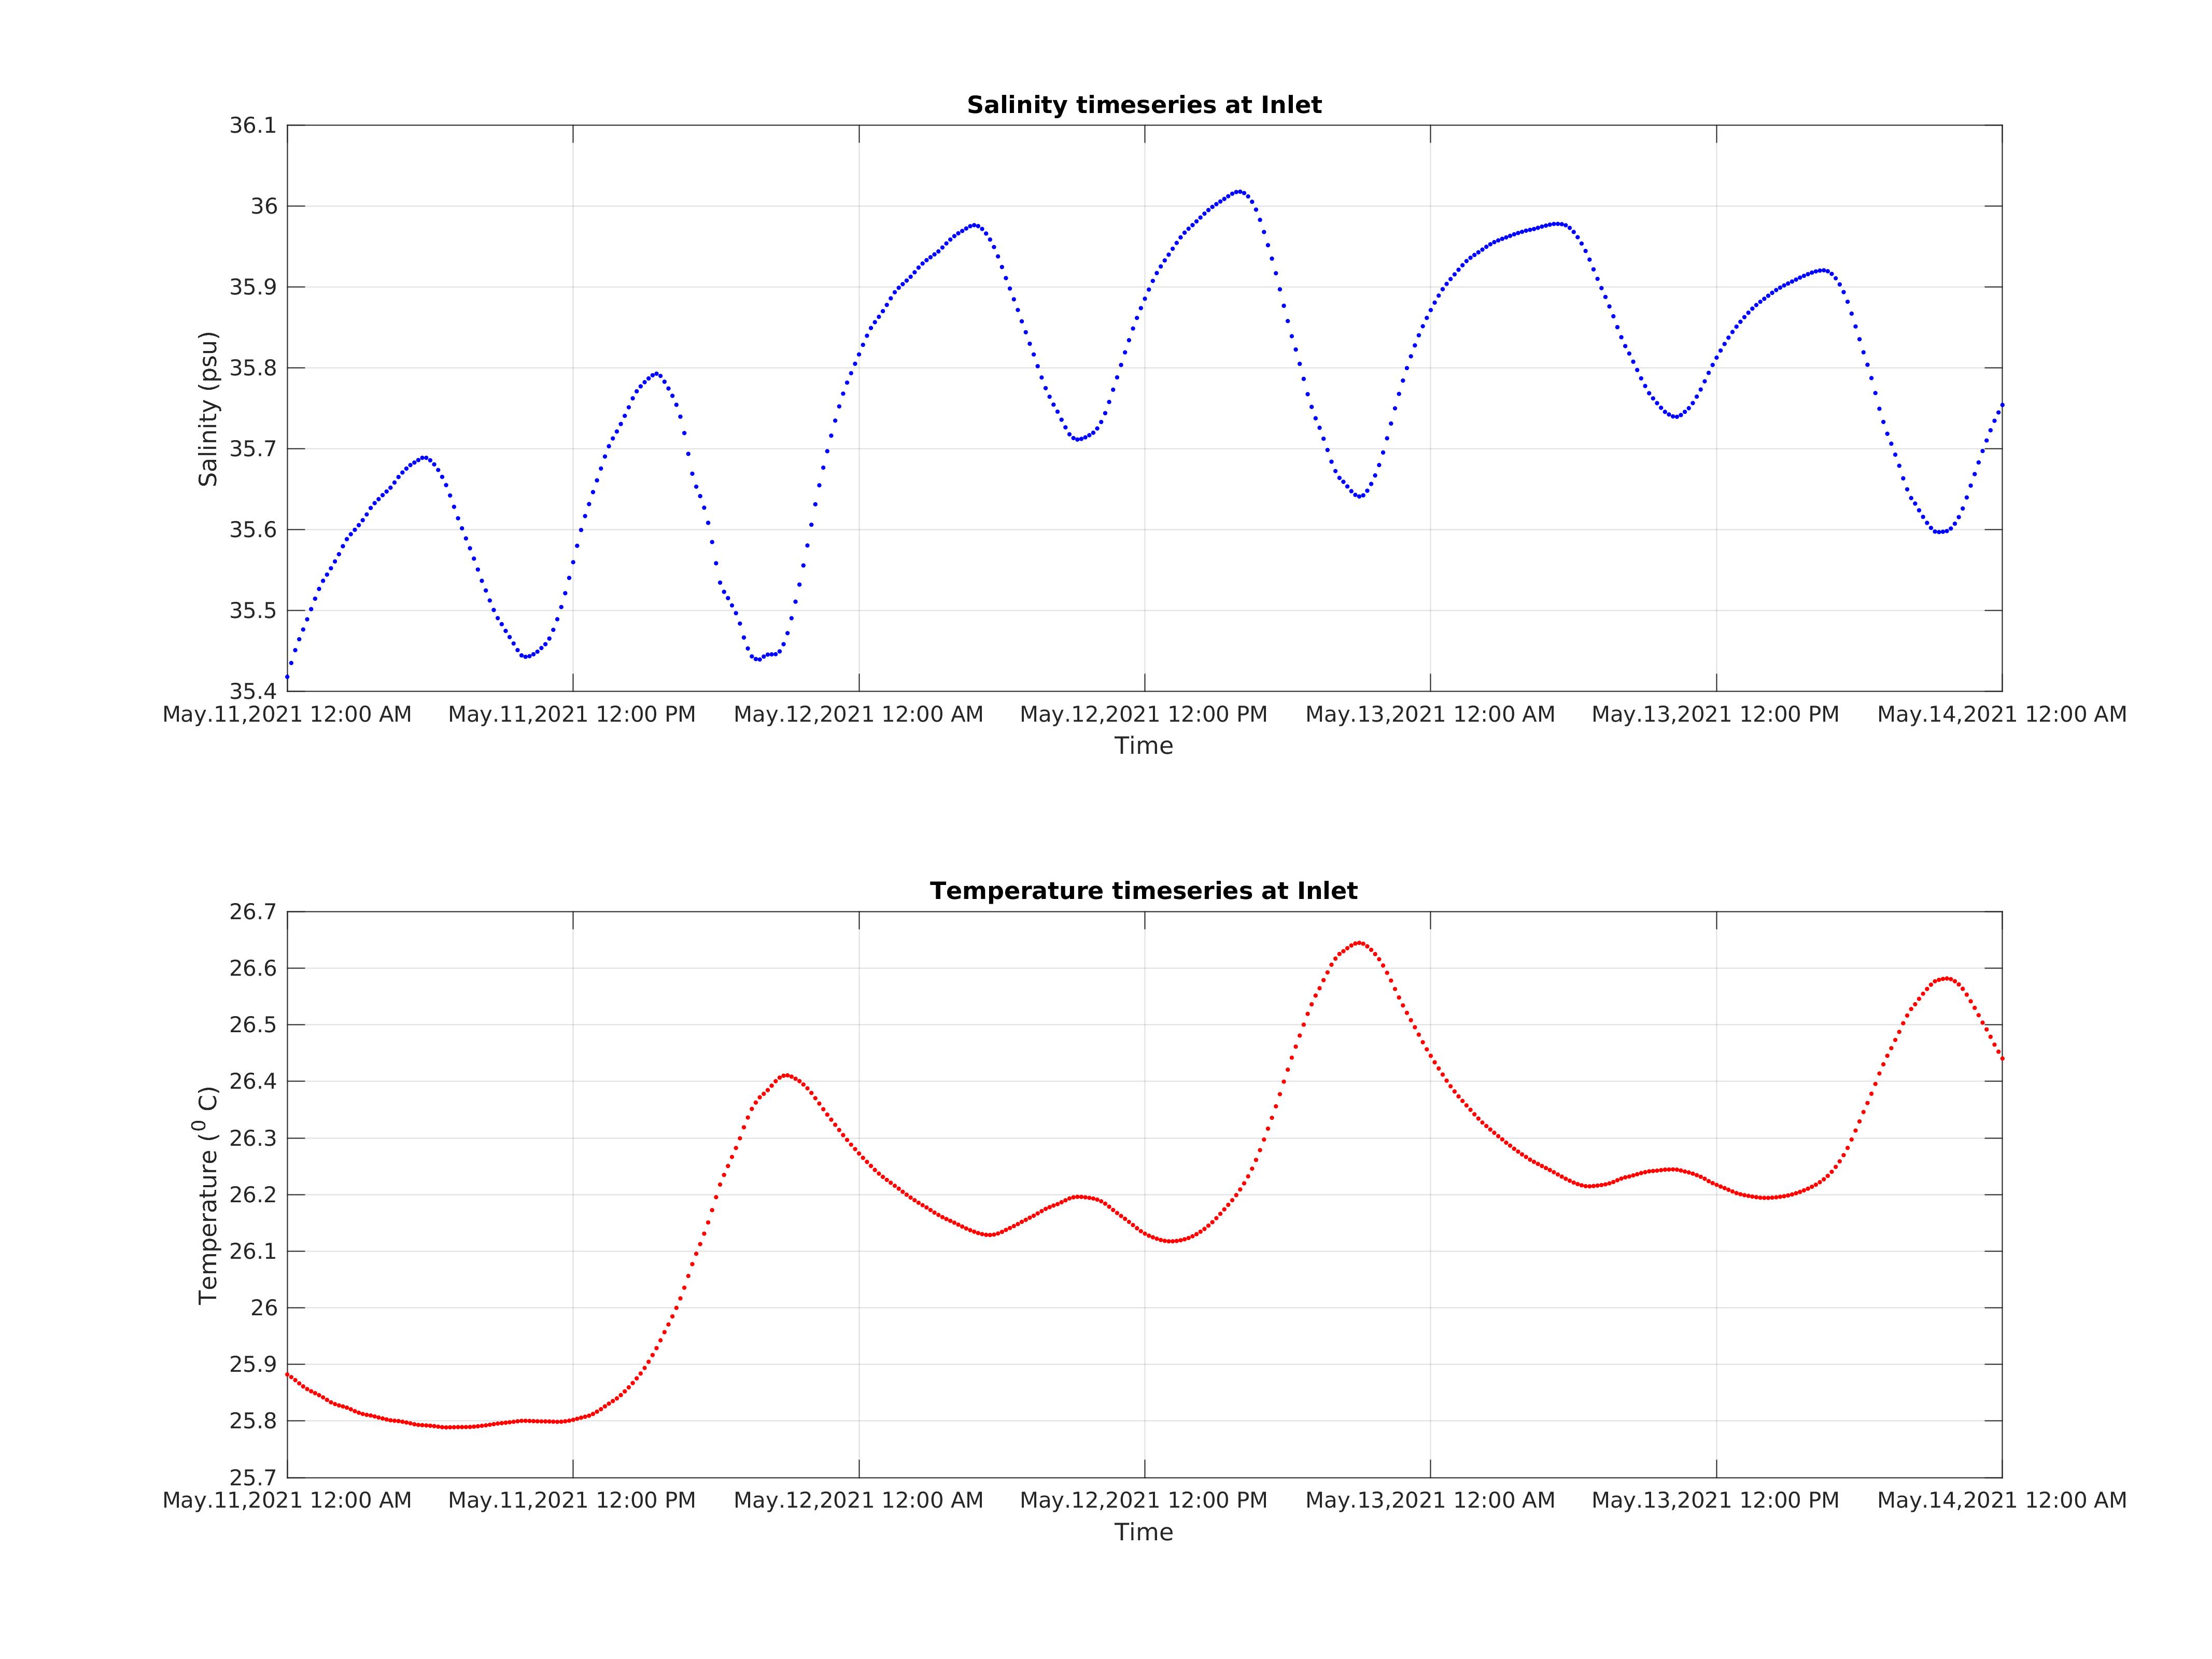 Salinity timeseries at Inlet
36.1
36
35.9
35.8
35.7
35.6
35.5
35.4
Salinity (psu)
May.11,2021 12:00 AM May.11,2021 12:00 PM May.12,2021 12:00 AM May.12,2021 12:00 PM May.13,2021 12:00 AM May.13,2021 12:00 PM May.14,2021 12:00 AM
Time
Temperature timeseries at Inlet
26.7
26.6
26.5
26.4
26.3
26.2
26.1
26
25.9
25.8
25.7
Temperature (⁰ C)
May.11,2021 12:00 AM May.11,2021 12:00 PM May.12,2021 12:00 AM May.12,2021 12:00 PM May.13,2021 12:00 AM May.13,2021 12:00 PM May.14,2021 12:00 AM
Time